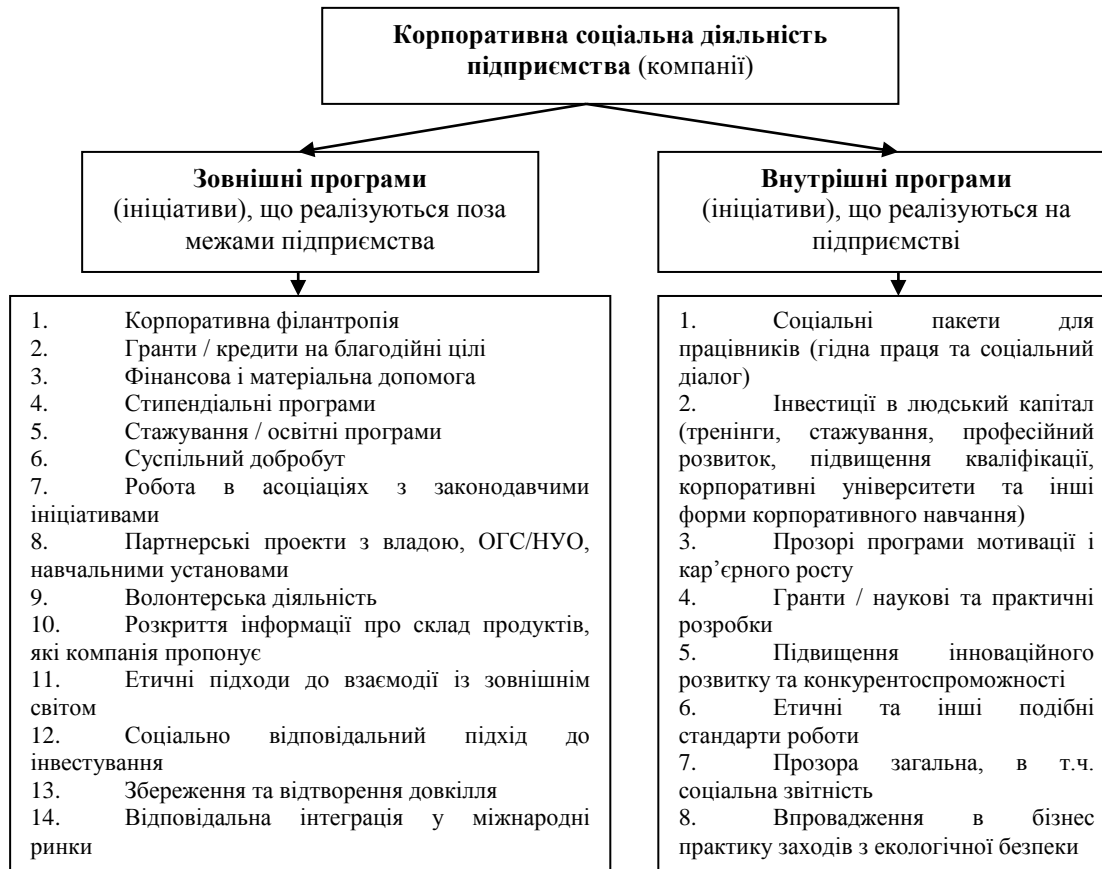 Корпоративна соціальна діяльність
підприємства (компанії)
Зовнішні програми
(ініціативи), що реалізуються поза
межами підприємства
1. Корпоративна філантропія
2. Гранти / кредити на благодійні цілі
3. Фінансова і матеріальна допомога
4. Стипендіальні програми
5. Стажування / освітні програми
6. Суспільний добробут
7. Робота в асоціаціях з законодавчими
ініціативами
8. Партнерські проекти з владою, ОГС/НУО,
навчальними установами
9. Волонтерська діяльність
10. Розкриття інформації про склад продуктів,
які компанія пропонує
11. Етичні підходи до взаємодії із зовнішнім
світом
12. Соціально відповідальний підхід до
інвестування
13. Збереження та відтворення довкілля
14. Відповідальна інтеграція у міжнародні
ринки
Внутрішні програми
(ініціативи), що реалізуються на
підприємстві
1. Соціальні пакети для
працівників (гідна праця та соціальний
діалог)
2. Інвестиції в людський капітал
(тренінги, стажування, професійний
розвиток, підвищення кваліфікації,
корпоративні університети та інші
форми корпоративного навчання)
3. Прозорі програми мотивації і
кар’єрного росту
4. Гранти / наукові та практичні
розробки
5. Підвищення інноваційного
розвитку та конкурентоспроможності
6. Етичні та інші подібні
стандарти роботи
7. Прозора загальна, в т.ч.
соціальна звітність
8. Впровадження в бізнес
практику заходів з екологічної безпеки